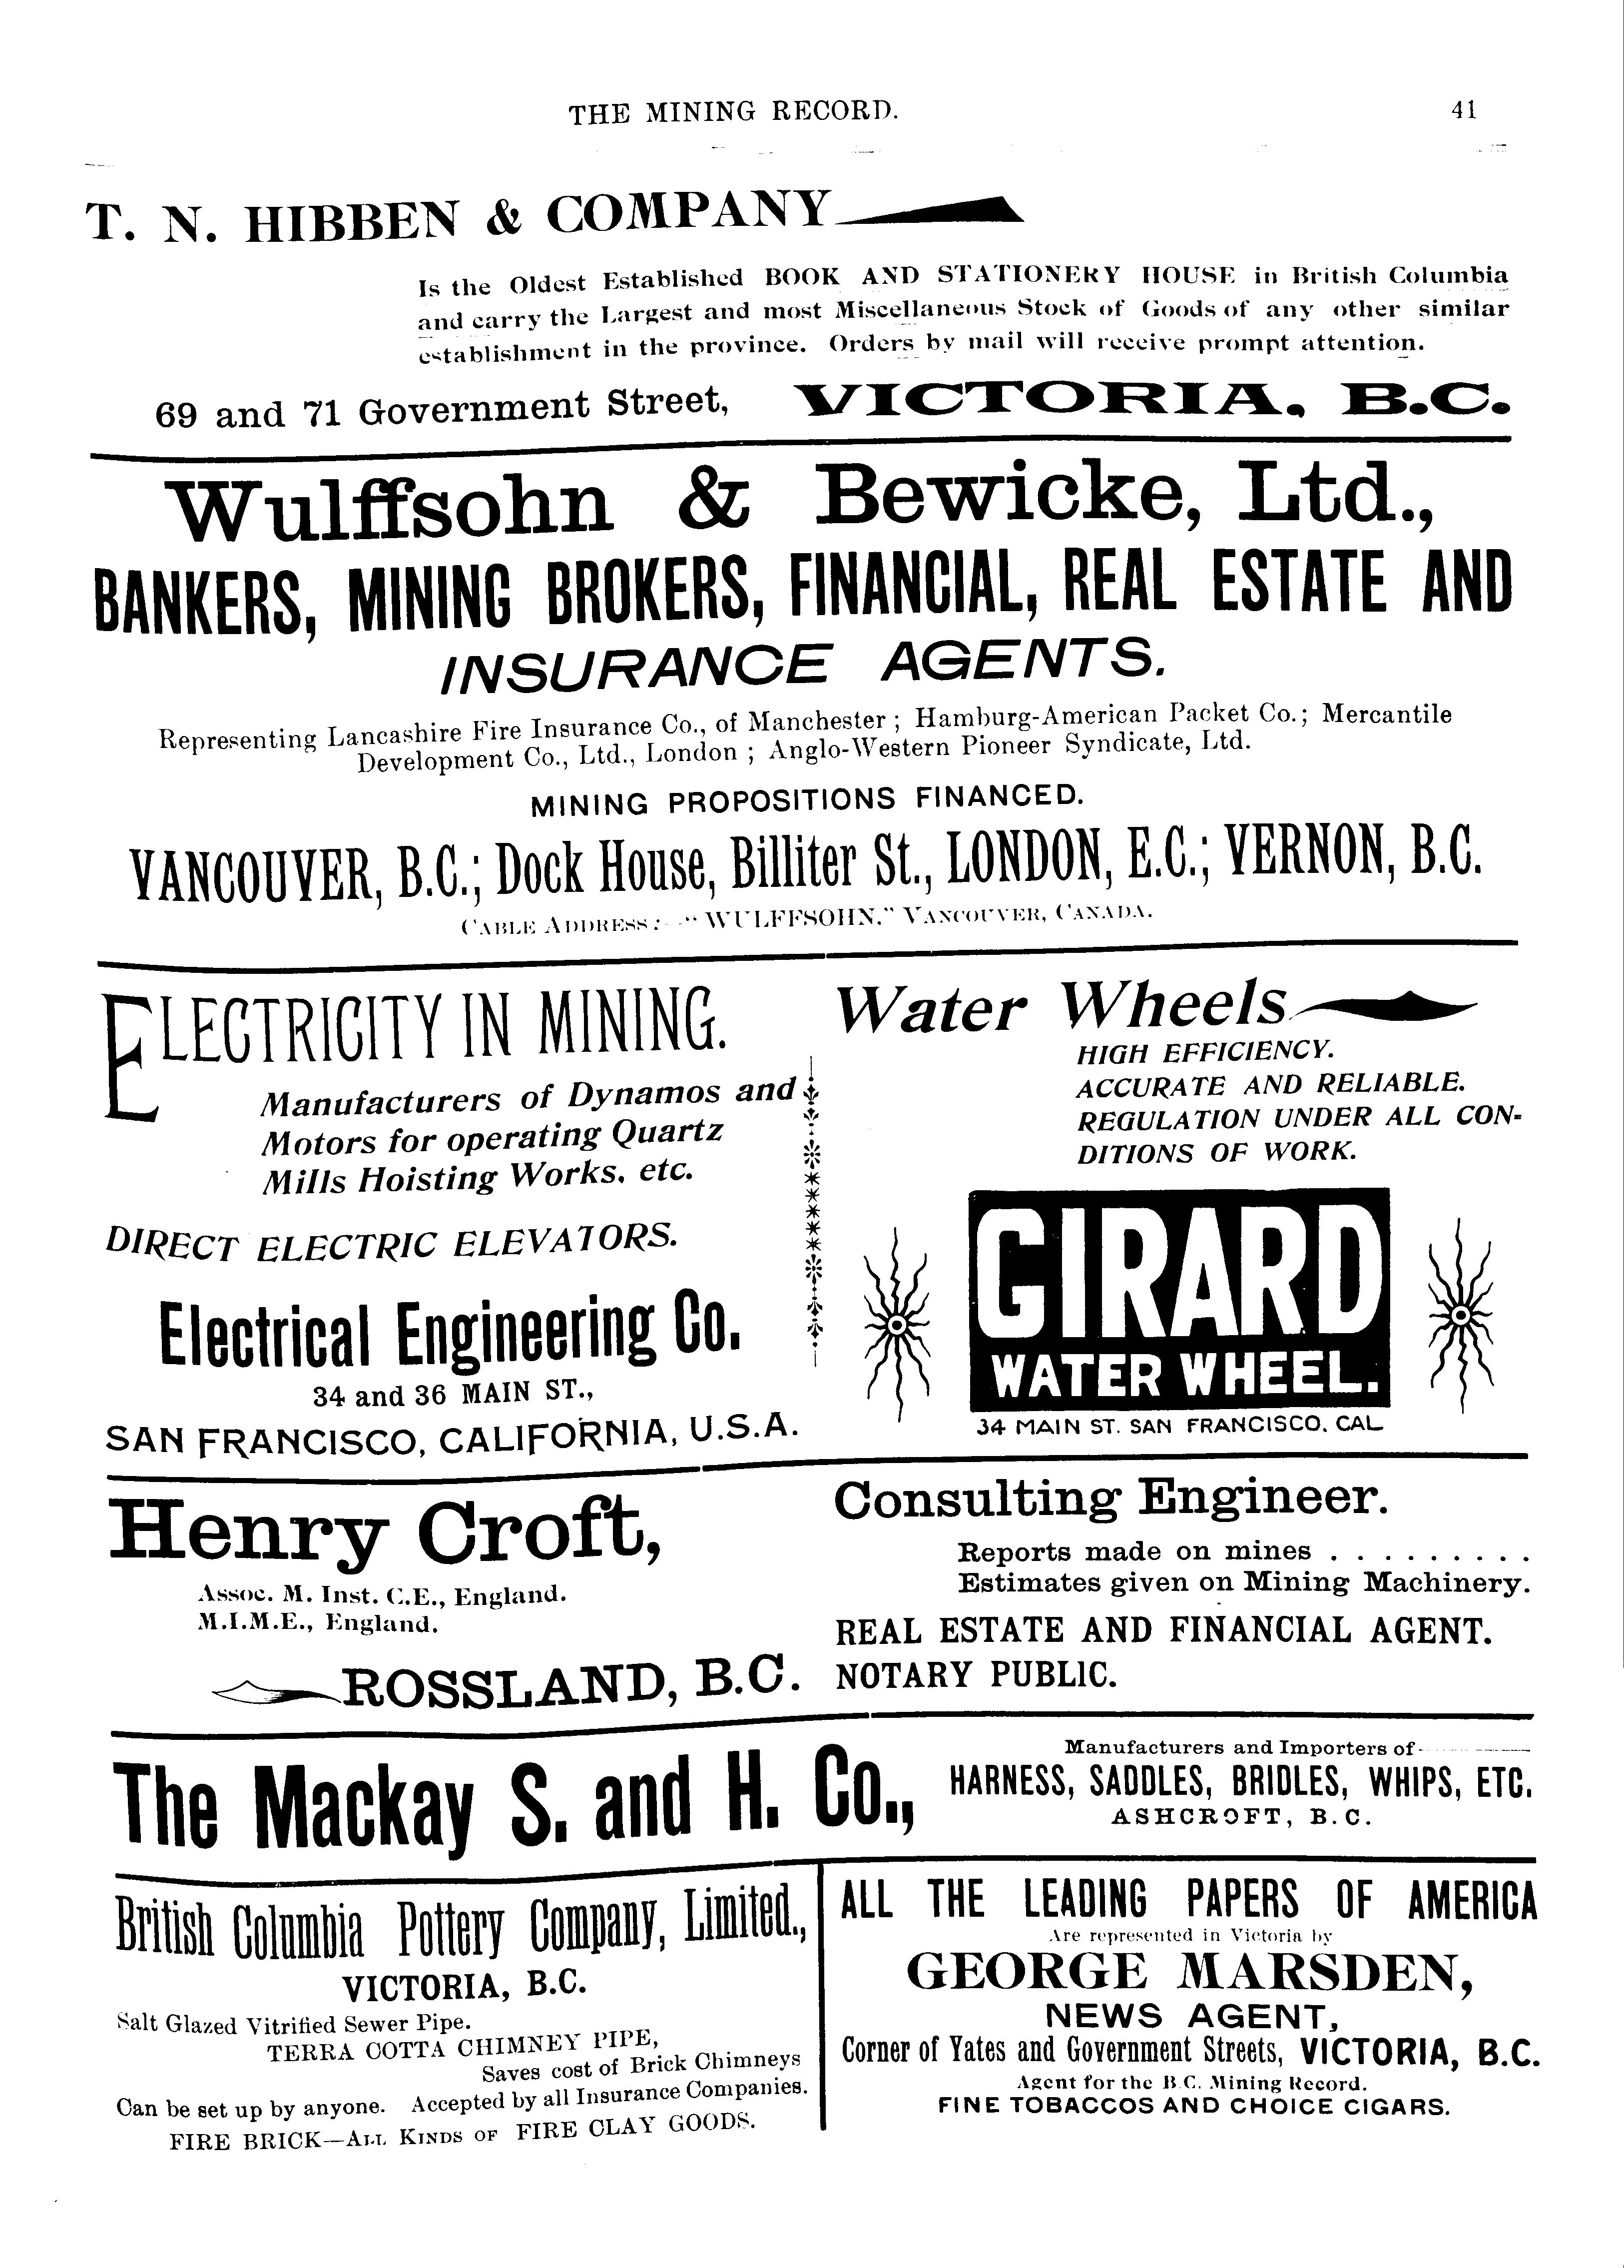 THE MINING RECORD.
41
T. N. HIBBEN & COMPANY
Is the Oldest Established BOOK AND STATIONERY HOUSE in British Columbia
and carry the Largest and most Miscellaneous Stock of Goods of any other similar
establishment in the province. Orders by mail will receive prompt attention.
69 and 71 Government Street, VICTORIA, B.C.
Wulffsohn & Bewicke, Ltd.,
BANKERS, MINING BROKERS, FINANCIAL, REAL ESTATE AND
INSURANCE AGENTS.
Representing Lancashire Fire Insurance Co., of Manchester; Hamburg-American Packet Co.; Mercantile
Development Co., Ltd., London; Anglo-Western Pioneer Syndicate, Ltd.
MINING PROPOSITIONS FINANCED.
VANCOUVER, B.C.; Dock House, Billiter St., LONDON, E.C.; VERNON, B.C.
CABLE ADDRESS:—"WULFFSOHN." VANCOUVER, CANADA.
ELECTRICITY IN MINING.
Manufacturers of Dynamos and
Motors for operating Quartz
Mills Hoisting Works, etc.
DIRECT ELECTRIC ELEVATORS.
Electrical Engineering Co.
34 and 36 MAIN ST.,
SAN FRANCISCO, CALIFORNIA, U.S.A.
Water Wheels
HIGH EFFICIENCY.
ACCURATE AND RELIABLE.
REGULATION UNDER ALL CON-
DITIONS OF WORK.
GIRARD
WATER WHEEL.
34 MAIN ST. SAN FRANCISCO. CAL
Henry Croft,
Assoc. M. Inst. C.E., England.
M.I.M.E., England.
ROSSLAND, B.C.
Consulting Engineer.
Reports made on mines . . . . . . . . .
Estimates given on Mining Machinery.
REAL ESTATE AND FINANCIAL AGENT.
NOTARY PUBLIC.
The Mackay S. and H. Co.,
Manufacturers and Importers of
HARNESS, SADDLES, BRIDLES, WHIPS, ETC.
ASHCROFT, B.C.
British Columbia Pottery Company, Limited.,
VICTORIA, B.C.
Salt Glazed Vitrified Sewer Pipe.
TERRA COTTA CHIMNEY PIPE,
Saves cost of Brick Chimneys
Can be set up by anyone. Accepted by all Insurance Companies.
FIRE BRICK—ALL KINDS OF FIRE CLAY GOODS.
ALL THE LEADING PAPERS OF AMERICA
Are represented in Victoria by
GEORGE MARSDEN,
NEWS AGENT,
Corner of Yates and Government Streets, VICTORIA, B.C.
Agent for the B.C. Mining Record.
FINE TOBACCOS AND CHOICE CIGARS.